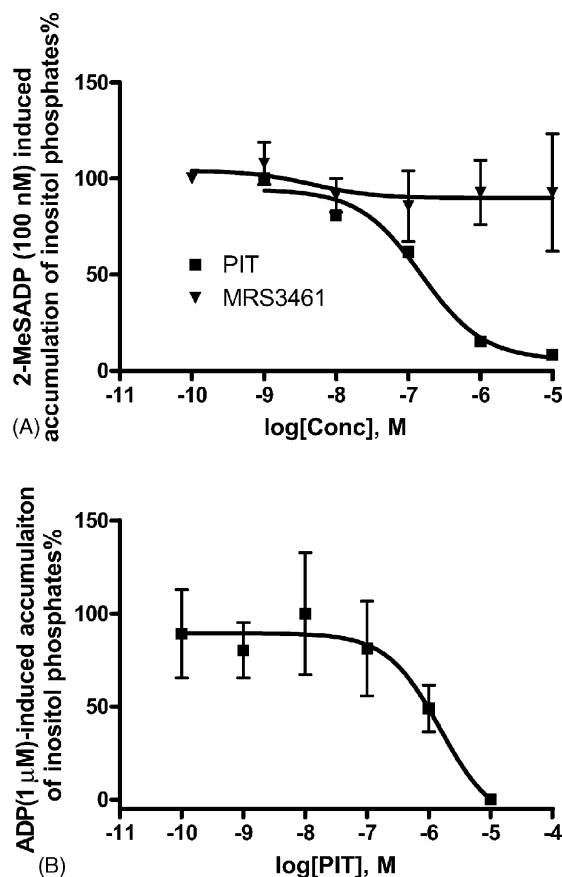 2-MeSADP (100 nM) induced
accumulation of inositol phosphates%
150
100
50
0
PIT
MRS3461
-11 -10 -9 -8 -7 -6 -5
log[Conc], M
(A)
ADP(1 μM)-induced accumulaiton
of inositol phosphates%
150
100
50
0
-11 -10 -9 -8 -7 -6 -5 -4
log[PIT], M
(B)